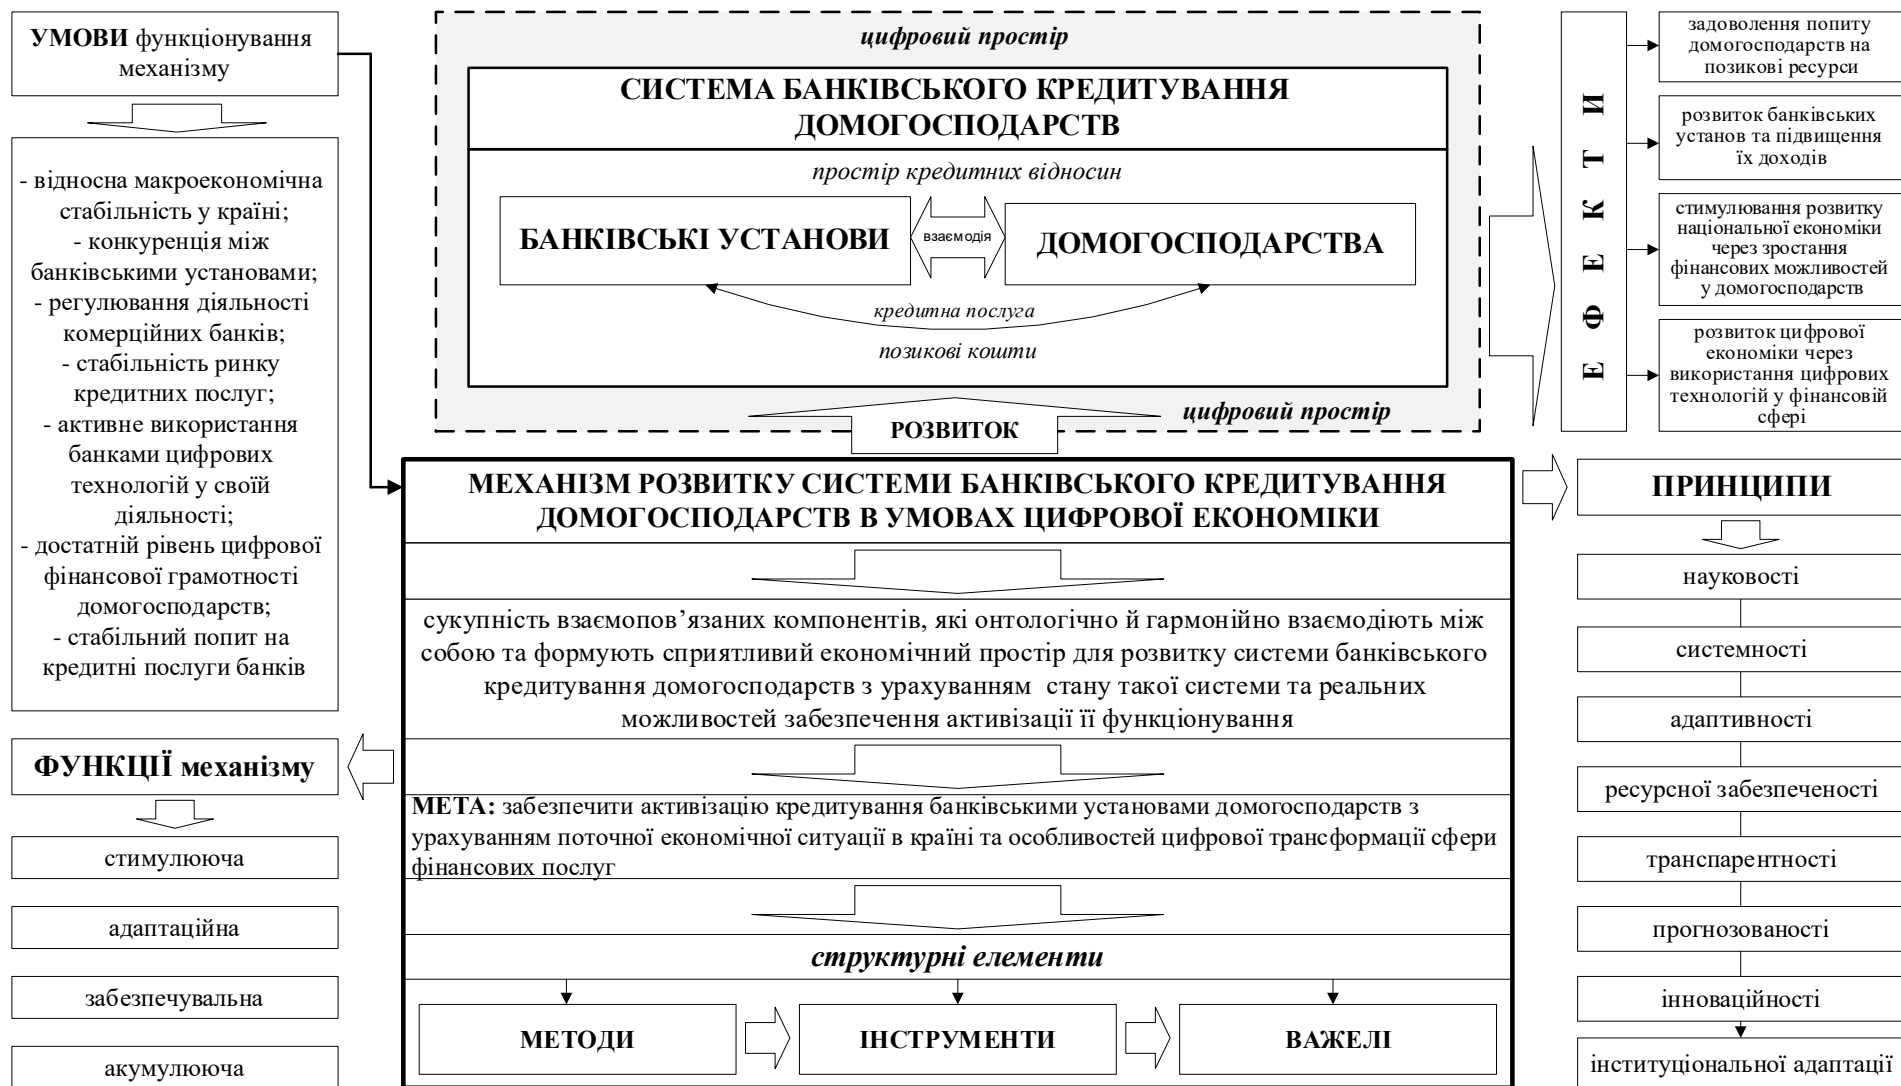 УМОВИ функціонування
механізму
- відносна макроекономічна
стабільність у країні;
- конкуренція між
банківськими установами;
- регулювання діяльності
комерційних банків;
- стабільність ринку
кредитних послуг;
- активне використання
банками цифрових
технологій у своїй
діяльності;
- достатній рівень цифрової
фінансової грамотності
домогосподарств;
- стабільний попит на
кредитні послуги банків
цифровий простір
СИСТЕМА БАНКІВСЬКОГО КРЕДИТУВАННЯ
ДОМОГОСПОДАРСТВ
простір кредитних відносин
БАНКІВСЬКІ УСТАНОВИ
взаємодія
ДОМОГОСПОДАРСТВА
кредитна послуга
позикові кошти
цифровий простір
РОЗВИТОК
ЕФЕКТИ
задоволення попиту
домогосподарств на
позикові ресурси
розвиток банківських
установ та підвищення
їх доходів
стимулювання розвитку
національної економіки
через зростання
фінансових можливостей
у домогосподарств
розвиток цифрової
економіки через
використання цифрових
технологій у фінансовій
сфері
МЕХАНІЗМ РОЗВИТКУ СИСТЕМИ БАНКІВСЬКОГО КРЕДИТУВАННЯ
ДОМОГОСПОДАРСТВ В УМОВАХ ЦИФРОВОЇ ЕКОНОМІКИ
сукупність взаємопов’язаних компонентів, які онтологічно й гармонійно взаємодіють між
собою та формують сприятливий економічний простір для розвитку системи банківського
кредитування домогосподарств з урахуванням стану такої системи та реальних
можливостей забезпечення активізації її функціонування
МЕТА: забезпечити активізацію кредитування банківськими установами домогосподарств з
урахуванням поточної економічної ситуації в країні та особливостей цифрової трансформації сфери
фінансових послуг
структурні елементи
МЕТОДИ
ІНСТРУМЕНТИ
ВАЖЕЛІ
ФУНКЦІЇ механізму
стимулююча
адаптаційна
забезпечувальна
акумулююча
ПРИНЦИПИ
науковості
системності
адаптивності
ресурсної забезпеченості
транспарентності
прогнозованості
інноваційності
інституціональної адаптації